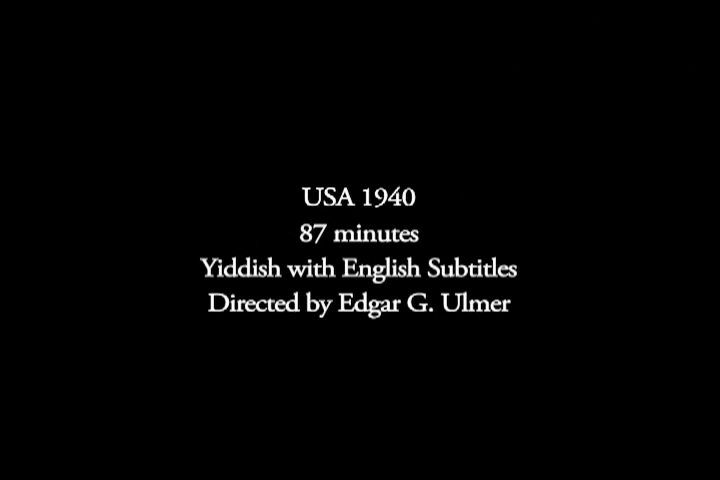 USA 1940
87 minutes
Yiddish with English Subtitles
Directed by Edgar G. Ulmer